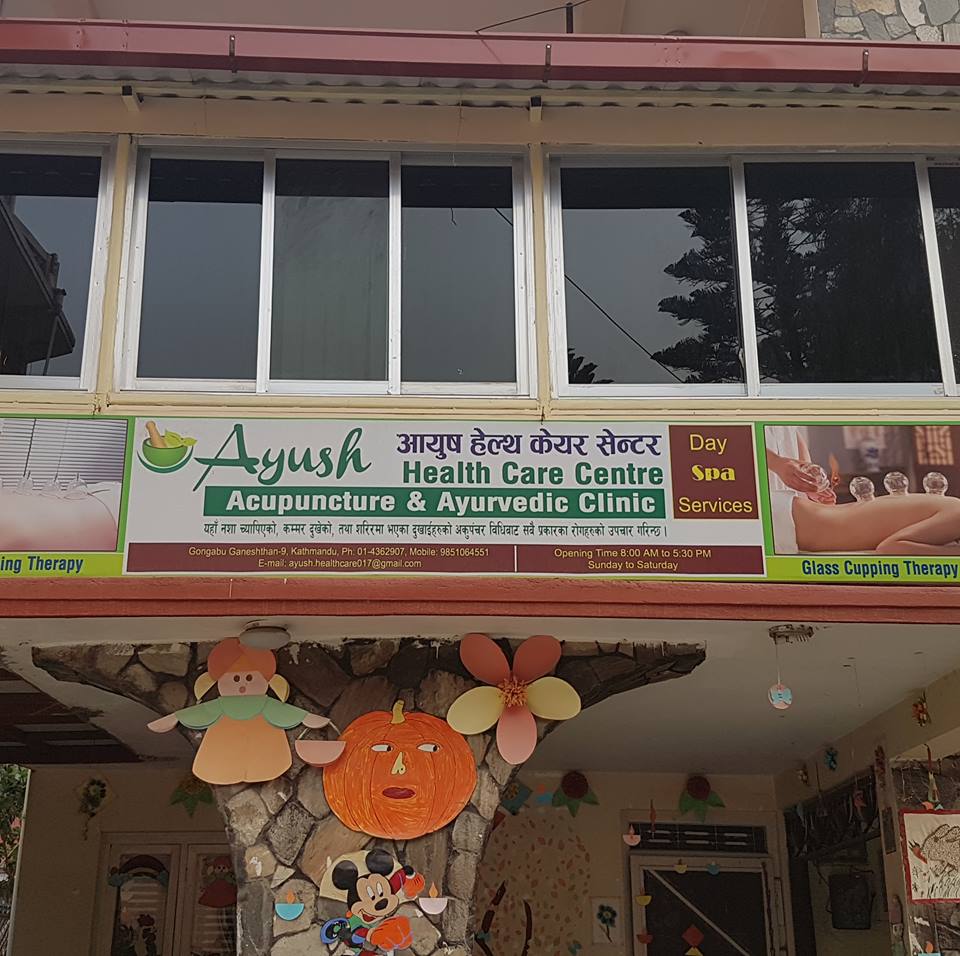 ing Therapy
Ayush
आयुष हेल्थ केयर सेन्टर
Health Care Centre
Acupuncture & Ayurvedic Clinic
यहाँ नशा च्यापिएको, कम्मर दुखेको, तथा शरिरमा भएका दुखाईहरुको अकुपंचर बिधिबाट सवै प्रकारका रोगहरुको उपचार गरिन्छ।
Gongabu Ganeshthan-9, Kathmandu, Ph: 01-4362907, Mobile: 9851064551
E-mail: ayush.healthcare017@gmail.com
Opening Time 8:00 AM to 5:30 PM
Sunday to Saturday
Day
Spa
Services
Glass Cupping Therapy